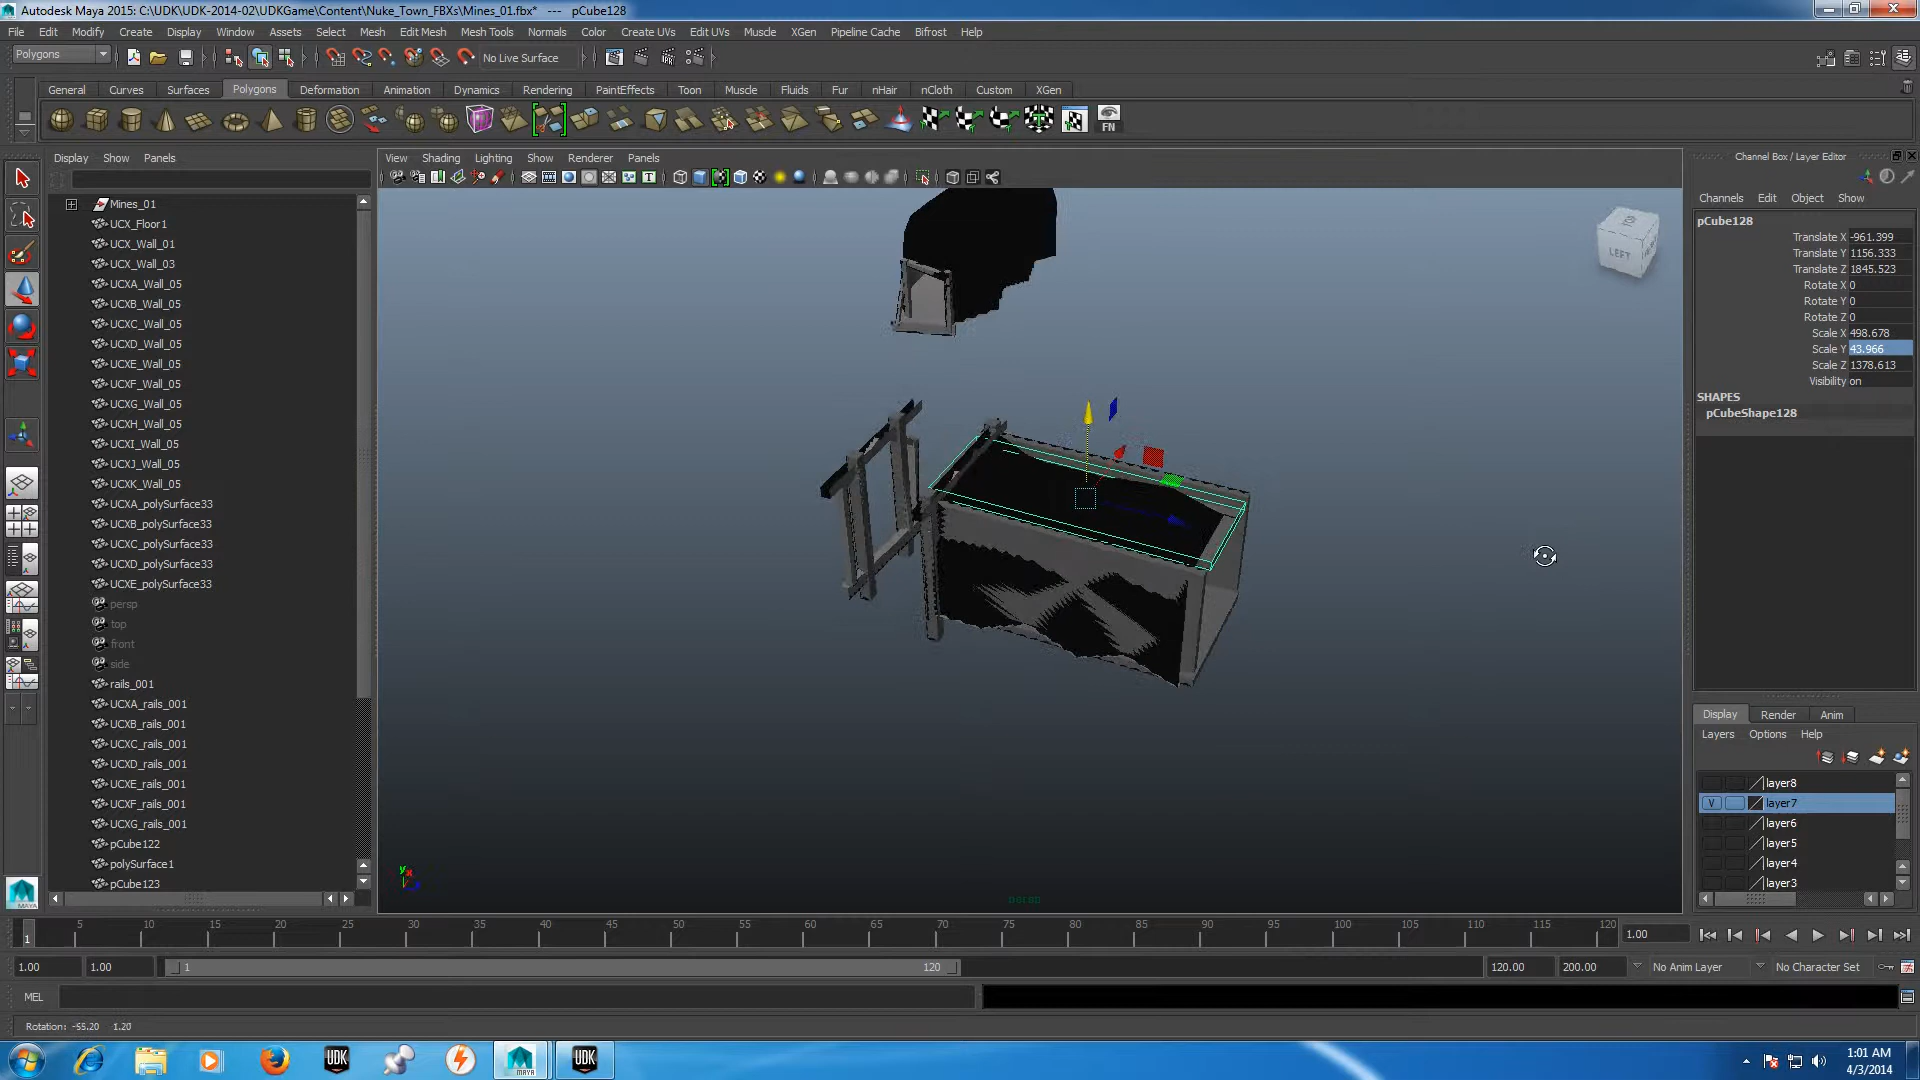 Autodesk Maya 2015: C:\UDK\UDK-2014-02\UDKGame\Content\Nuke_Town_FBXs\Mines_01.fbx* --- pCube128
File Edit Modify Create Display Window Assets Select Mesh Edit Mesh Mesh Tools Normals Color Create UVs Edit UVs Muscle XGen Pipeline Cache Bifrost Help
Polygons No Live Surface
General Curves Surfaces Polygons Deformation Animation Dynamics Rendering PaintEffects Toon Muscle Fluids Fur nHair nCloth Custom XGen
FN
Display Show Panels
View Shading Lighting Show Renderer Panels
Channel Box / Layer Editor
Mines_01
UCX_Floor1
UCX_Wall_01
UCX_Wall_03
UCXA_Wall_05
UCXB_Wall_05
UCXC_Wall_05
UCXD_Wall_05
UCXE_Wall_05
UCXF_Wall_05
UCXG_Wall_05
UCXH_Wall_05
UCXI_Wall_05
UCXJ_Wall_05
UCXK_Wall_05
UCXA_polySurface33
UCXB_polySurface33
UCXC_polySurface33
UCXD_polySurface33
UCXE_polySurface33
persp
top
front
side
rails_001
UCXA_rails_001
UCXB_rails_001
UCXC_rails_001
UCXD_rails_001
UCXE_rails_001
UCXF_rails_001
UCXG_rails_001
pCube122
polySurface1
pCube123
LEFT
persp
Channels Edit Object Show
pCube128
Translate X -961.399
Translate Y 1156.333
Translate Z 1845.523
Rotate X 0
Rotate Y 0
Rotate Z 0
Scale X 498.678
Scale Y 43.966
Scale Z 1378.613
Visibility on
SHAPES
pCubeShape128
Display Render Anim
Layers Options Help
layer8
V layer7
layer6
layer5
layer4
layer3
1 5 10 15 20 25 30 35 40 45 50 55 60 65 70 75 80 85 90 95 100 105 110 115 120 1.00
1.00 1.00 1 120 120.00 200.00 No Anim Layer No Character Set
MEL
Rotation: -55.20 1.20
UDK MAYA UDK
1:01 AM
4/3/2014